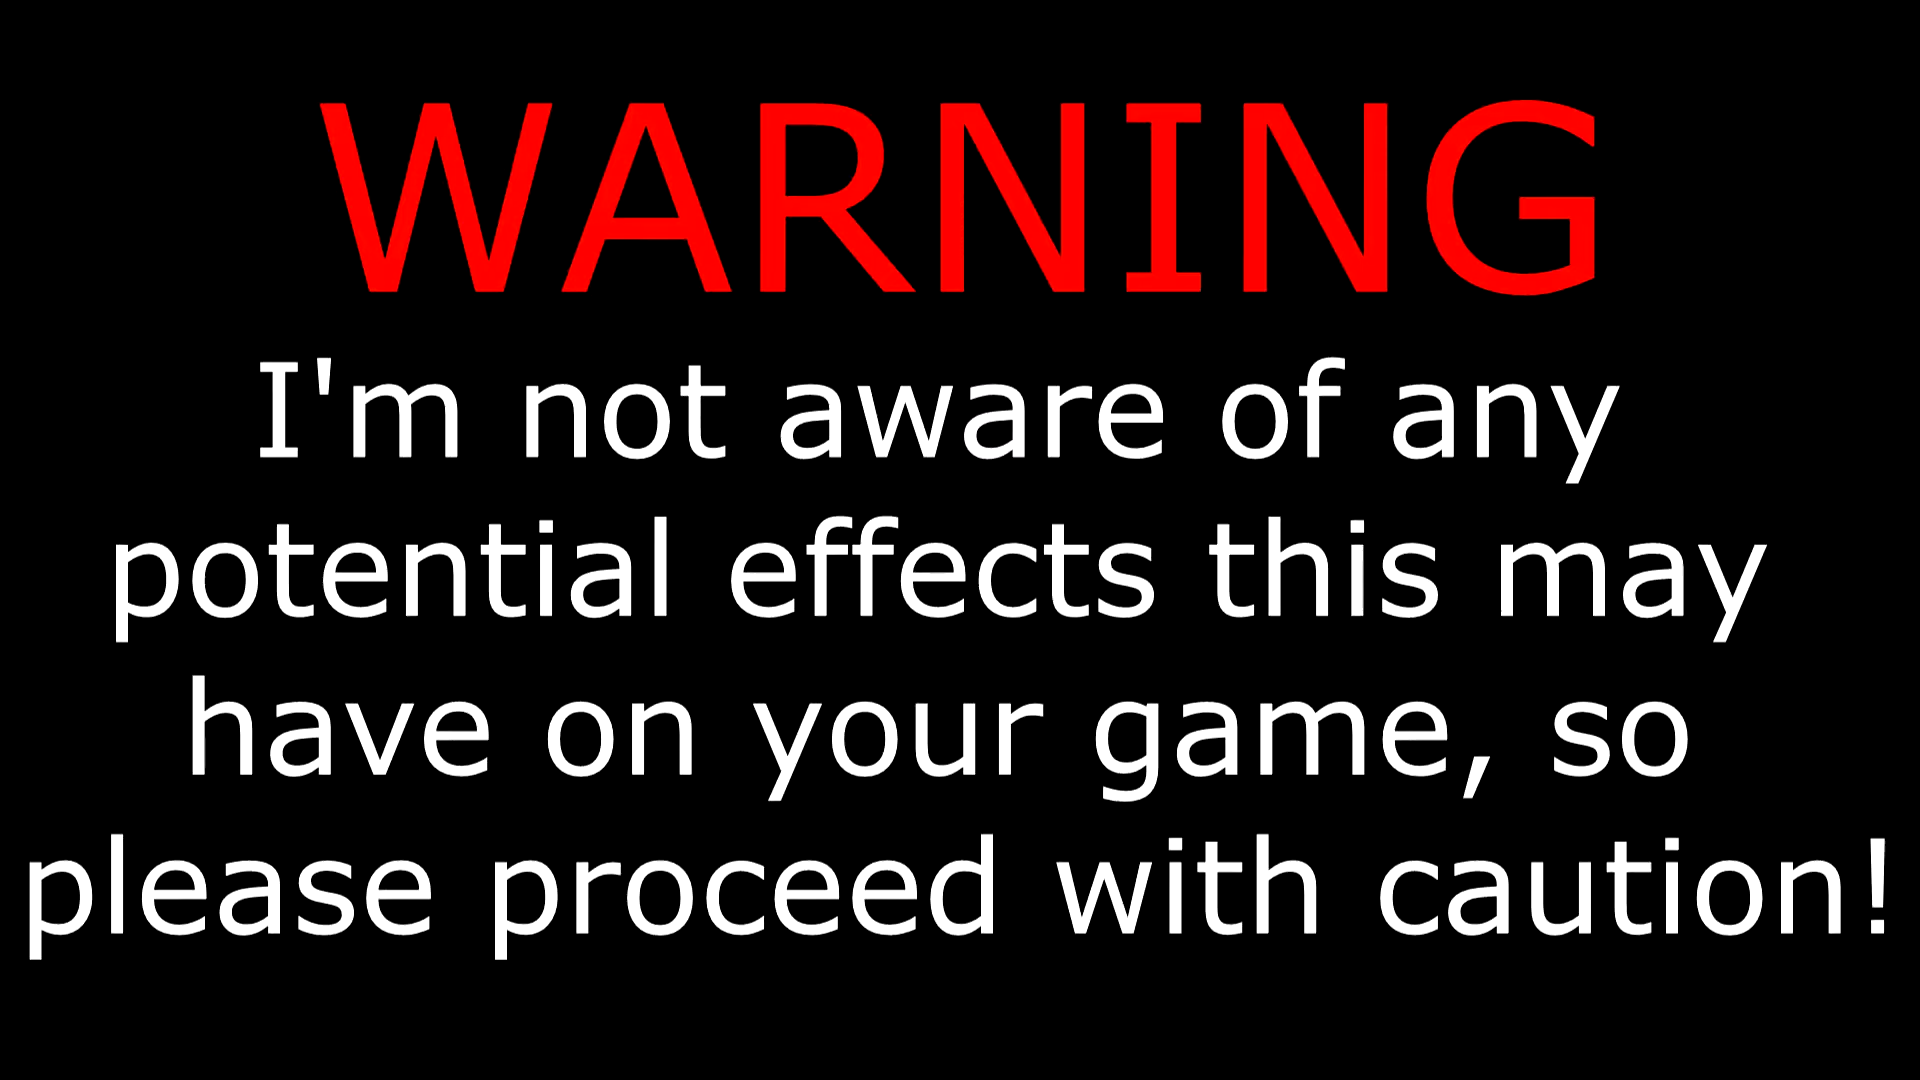 WARNING
I'm not aware of any
potential effects this may
have on your game, so
please proceed with caution!